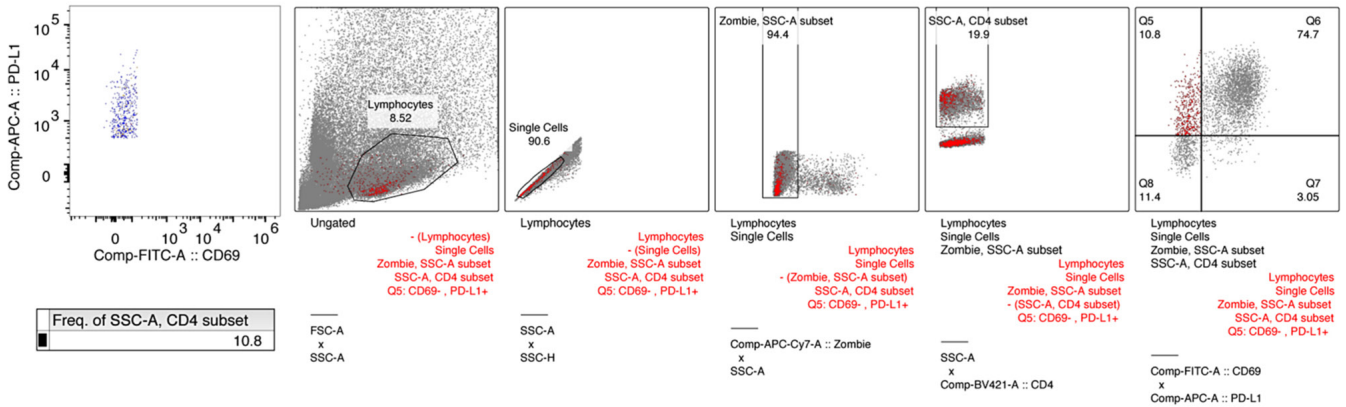 Comp-APC-A :: PD-L1
10^5
10^4
10^3
0
0
10^3
10^4
10^6
Comp-FITC-A :: CD69
Freq. of SSC-A, CD4 subset
10.8
Lymphocytes
8.52
Ungated
- (Lymphocytes)
Single Cells
Zombie, SSC-A subset
SSC-A, CD4 subset
Q5: CD69- , PD-L1+
FSC-A
x
SSC-A
Single Cells
90.6
Lymphocytes
Lymphocytes
- (Single Cells)
Zombie, SSC-A subset
SSC-A, CD4 subset
Q5: CD69- , PD-L1+
SSC-A
x
SSC-H
Zombie, SSC-A subset
94.4
Lymphocytes
Single Cells
Lymphocytes
Single Cells
- (Zombie, SSC-A subset)
SSC-A, CD4 subset
Q5: CD69- , PD-L1+
Comp-APC-Cy7-A :: Zombie
x
SSC-A
SSC-A, CD4 subset
19.9
Lymphocytes
Single Cells
Zombie, SSC-A subset
Lymphocytes
Single Cells
Zombie, SSC-A subset
- (SSC-A, CD4 subset)
Q5: CD69- , PD-L1+
SSC-A
x
Comp-BV421-A :: CD4
Q5
10.8
Q6
74.7
Q8
11.4
Q7
3.05
Lymphocytes
Single Cells
Zombie, SSC-A subset
SSC-A, CD4 subset
Lymphocytes
Single Cells
Zombie, SSC-A subset
SSC-A, CD4 subset
Q5: CD69- , PD-L1+
Comp-FITC-A :: CD69
x
Comp-APC-A :: PD-L1